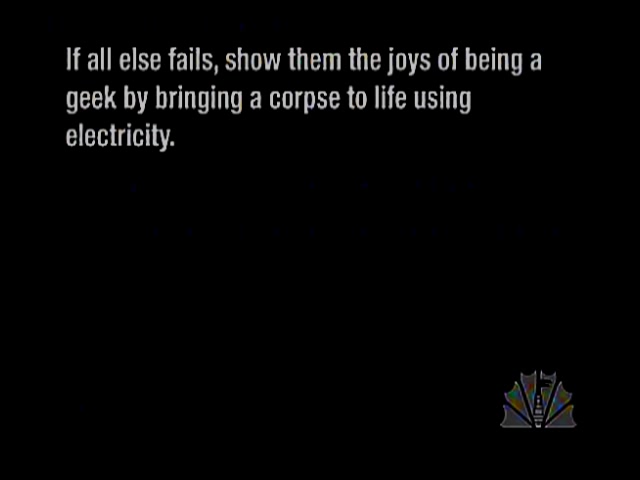 If all else fails, show them the joys of being a
geek by bringing a corpse to life using
electricity.